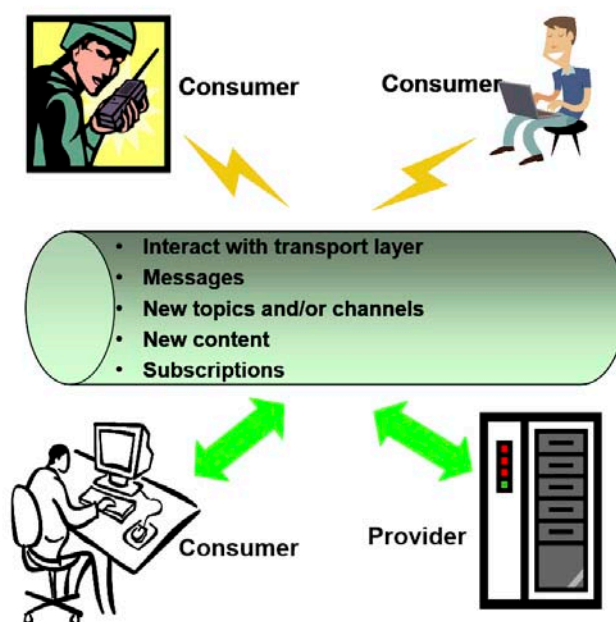 Consumer
Consumer
• Interact with transport layer
• Messages
• New topics and/or channels
• New content
• Subscriptions
Consumer
Provider